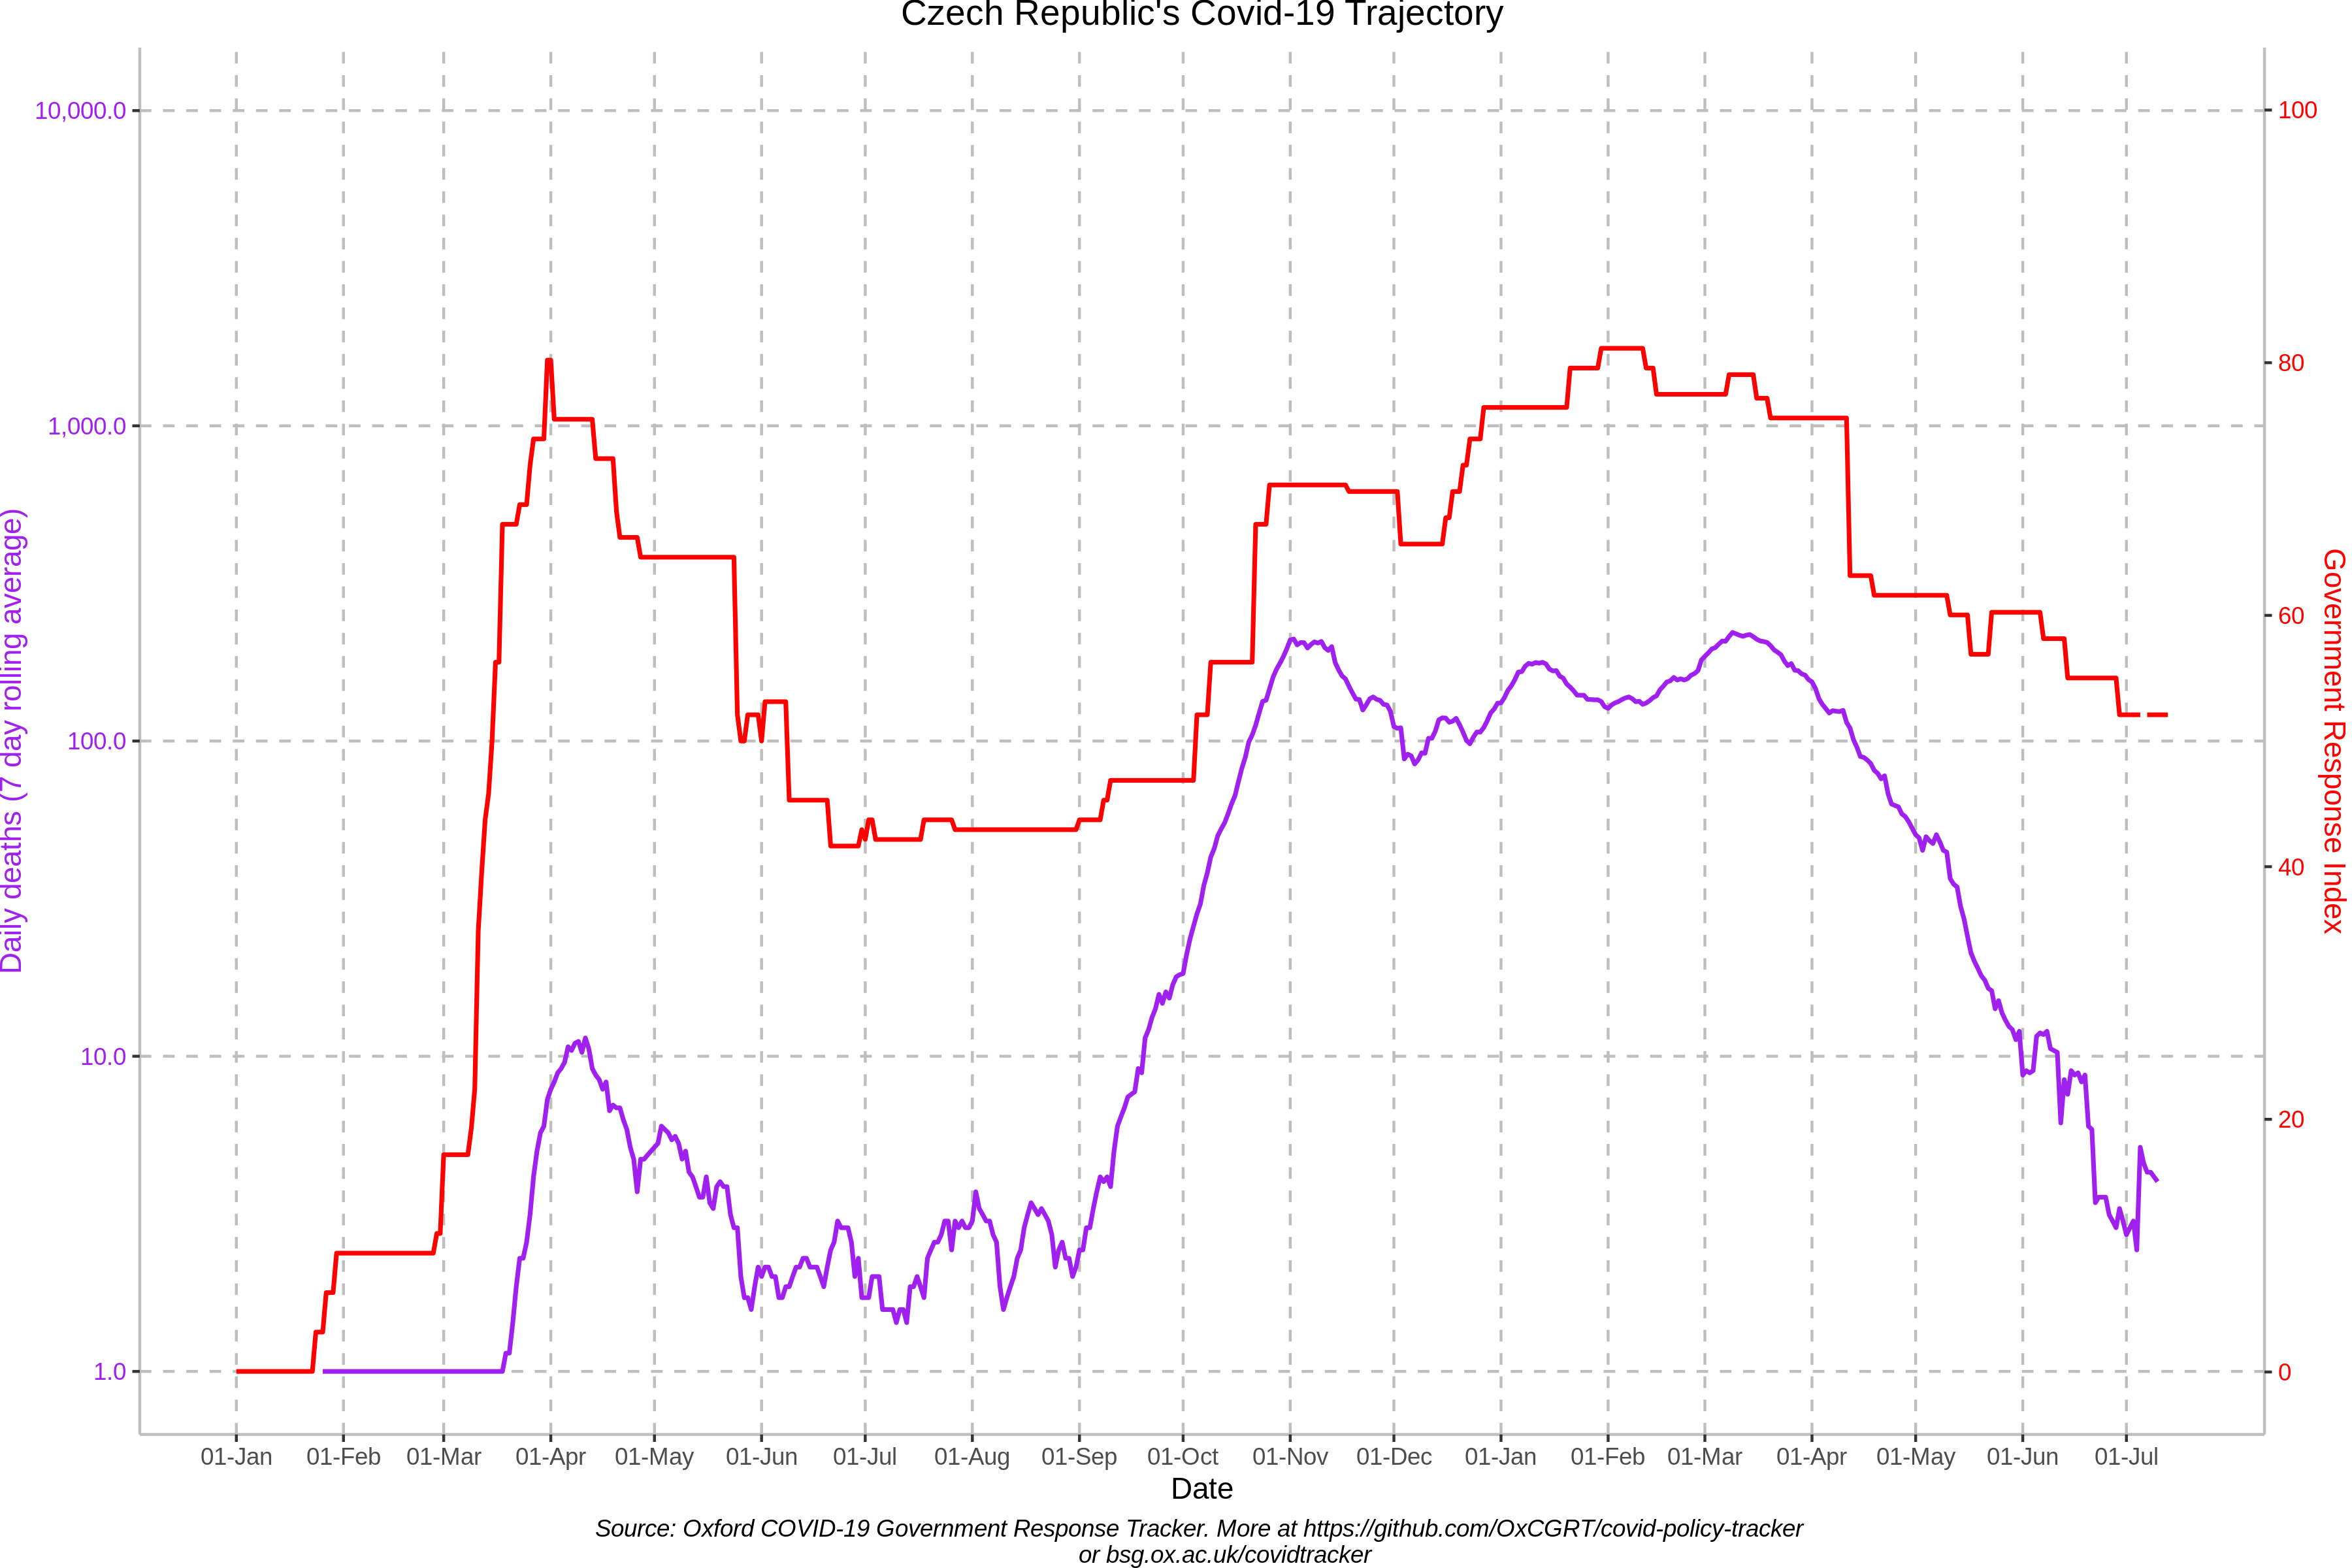 Czech Republic's Covid-19 Trajectory
10,000.0
1,000.0
100.0
10.0
1.0
Daily deaths (7 day rolling average)
100
80
60
40
20
0
Government Response Index
01-Jan 01-Feb 01-Mar 01-Apr 01-May 01-Jun 01-Jul 01-Aug 01-Sep 01-Oct 01-Nov 01-Dec 01-Jan 01-Feb 01-Mar 01-Apr 01-May 01-Jun 01-Jul
Date
Source: Oxford COVID-19 Government Response Tracker. More at https://github.com/OxCGRT/covid-policy-tracker
or bsg.ox.ac.uk/covidtracker